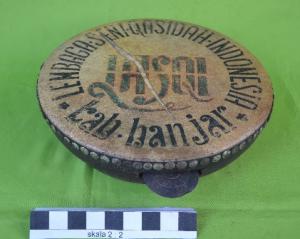 LEMBAGA SENI QASIDAH INDONESIA
LASQI
kab. banjar
skala 2 : 2